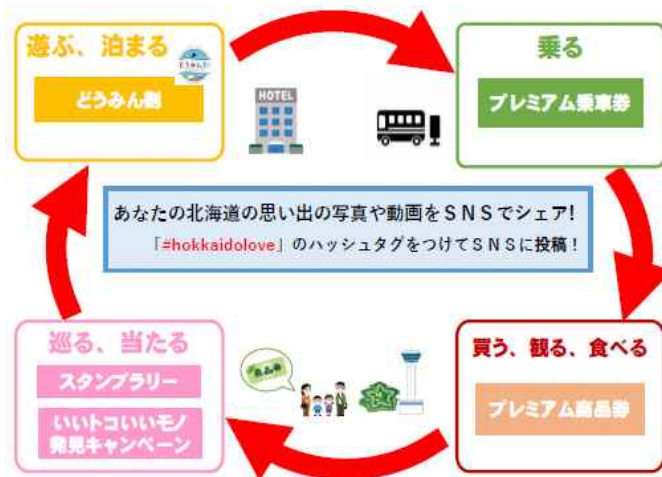 遊ぶ、泊まる
どうみん割
HOTEL
乗る
プレミアム乗車券
あなたの北海道の思い出の写真や動画をSNSでシェア!
「#hokkaidolove」のハッシュタグをつけてSNSに投稿!
巡る、当たる
スタンプラリー
いいトコいいモノ
発見キャンペーン
買う、観る、食べる
プレミアム商品券